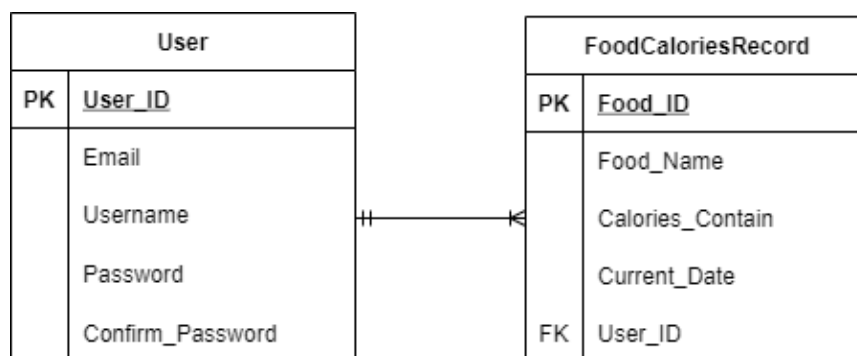 User
PK User_ID
Email
Username
Password
Confirm_Password
FoodCaloriesRecord
PK Food_ID
Food_Name
Calories_Contain
Current_Date
FK User_ID